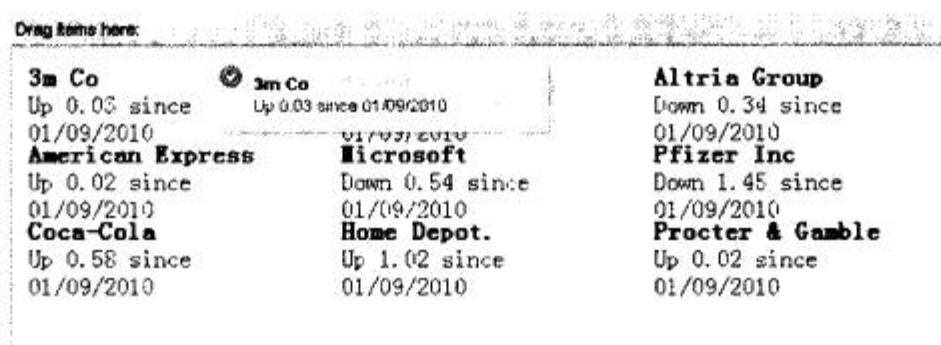 Drag items here:
3m Co
Up 0.03 since
01/09/2010
3m Co
Up 0.03 since 01/09/2010
01/09/2010
Altria Group
Down 0.34 since
01/09/2010
American Express
Up 0.02 since
01/09/2010
Microsoft
Down 0.54 since
01/09/2010
Pfizer Inc
Down 1.45 since
01/09/2010
Coca-Cola
Up 0.58 since
01/09/2010
Home Depot.
Up 1.02 since
01/09/2010
Procter & Gamble
Up 0.02 since
01/09/2010